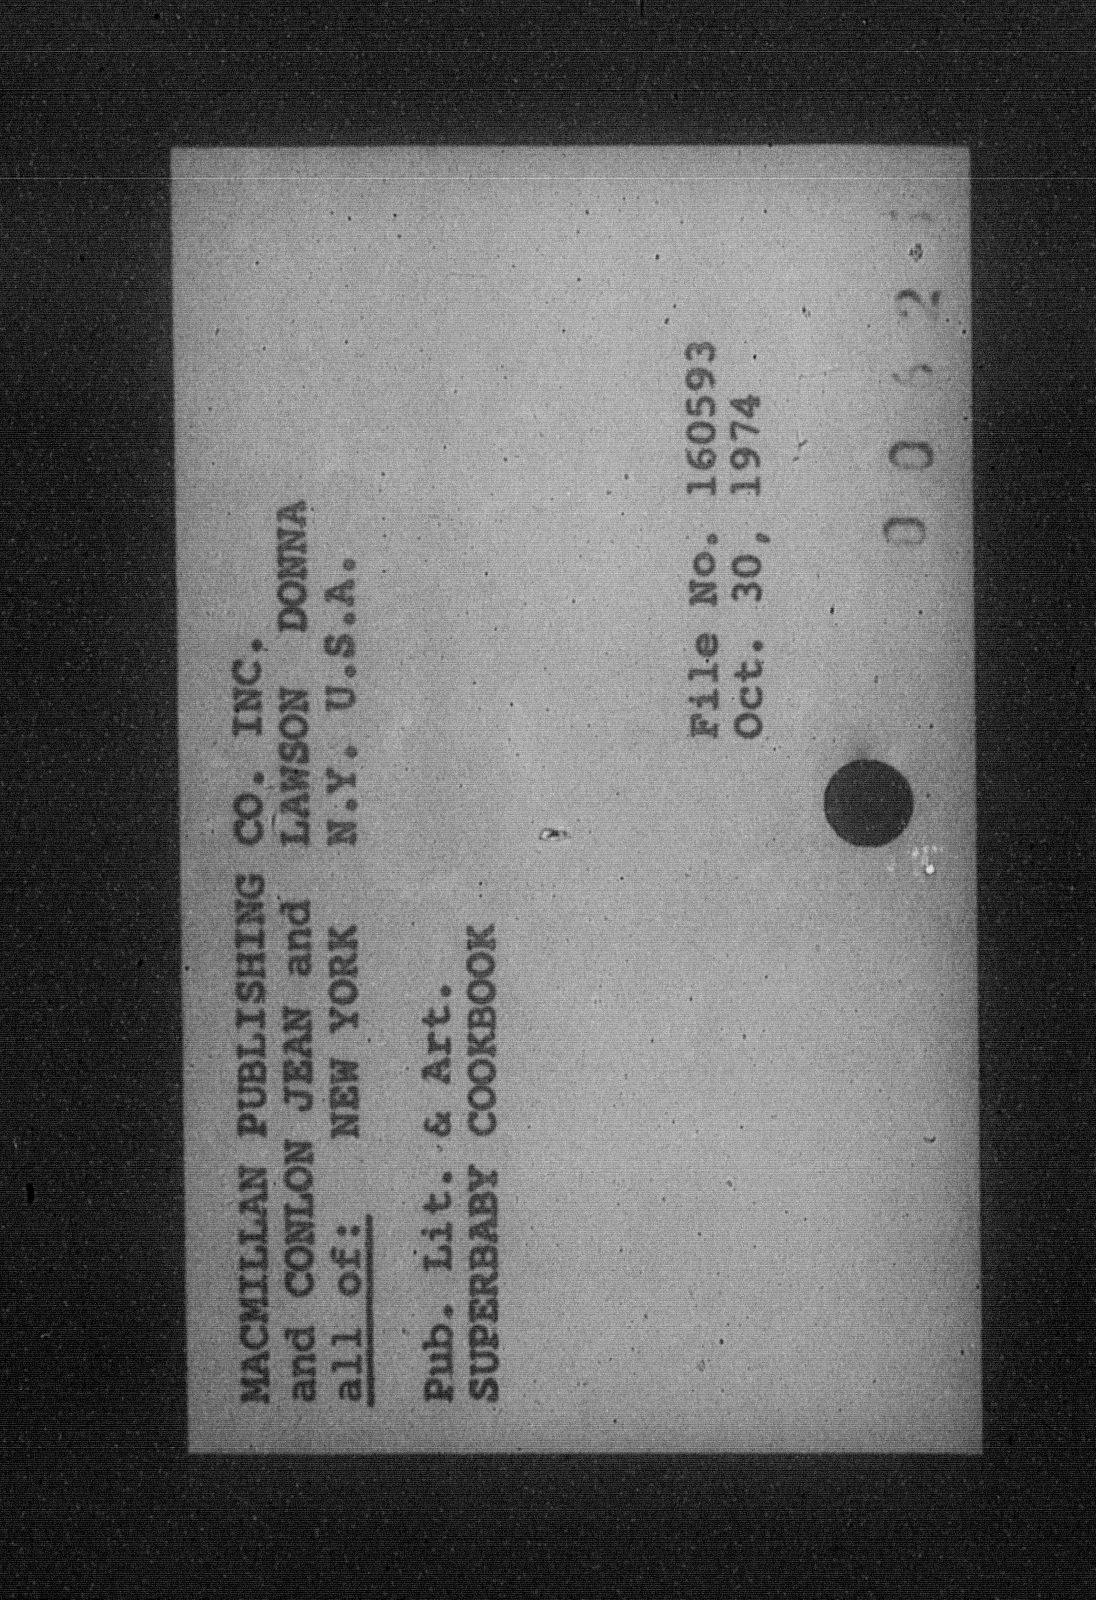 MACMILLAN PUBLISHING CO. INC.
and CONLON JEAN and LAWSON DONNA
all of: NEW YORK N.Y. U.S.A.
Pub. Lit. & Art.
SUPERBABY COOKBOOK
File No. 160593
Oct. 30, 1974